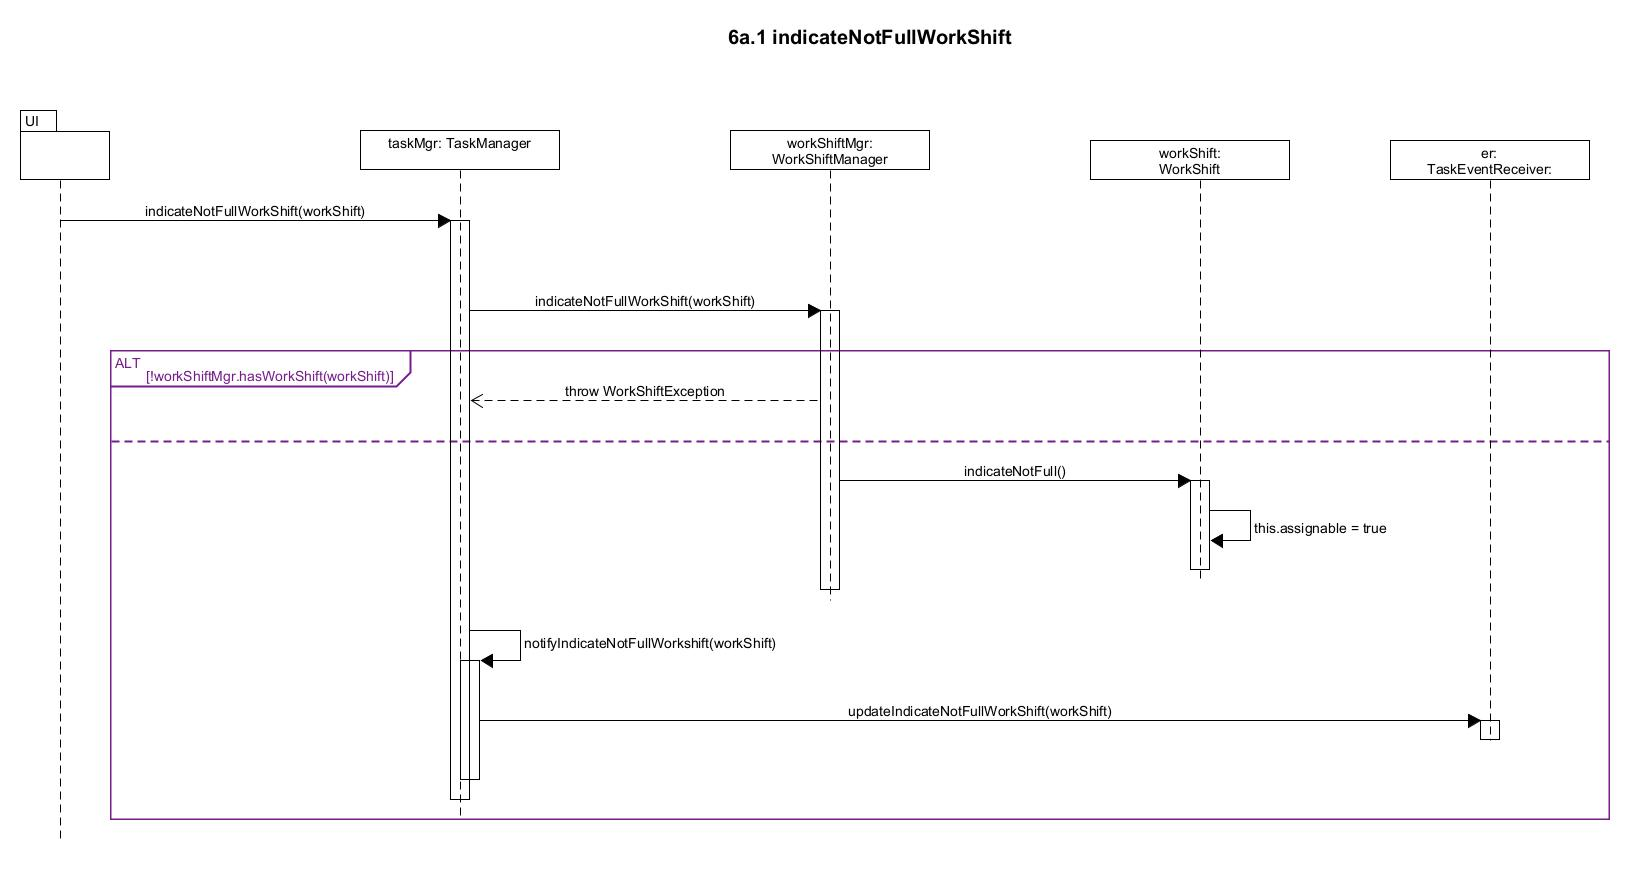 6a.1 indicateNotFullWorkShift
UI
taskMgr: TaskManager
workShiftMgr:
WorkShiftManager
workShift:
WorkShift
er:
TaskEventReceiver:
indicateNotFullWorkShift(workShift)
indicateNotFullWorkShift(workShift)
ALT
[!workShiftMgr.hasWorkShift(workShift)]
throw WorkShiftException
indicateNotFull()
this.assignable = true
notifyIndicateNotFullWorkshift(workShift)
updateIndicateNotFullWorkShift(workShift)